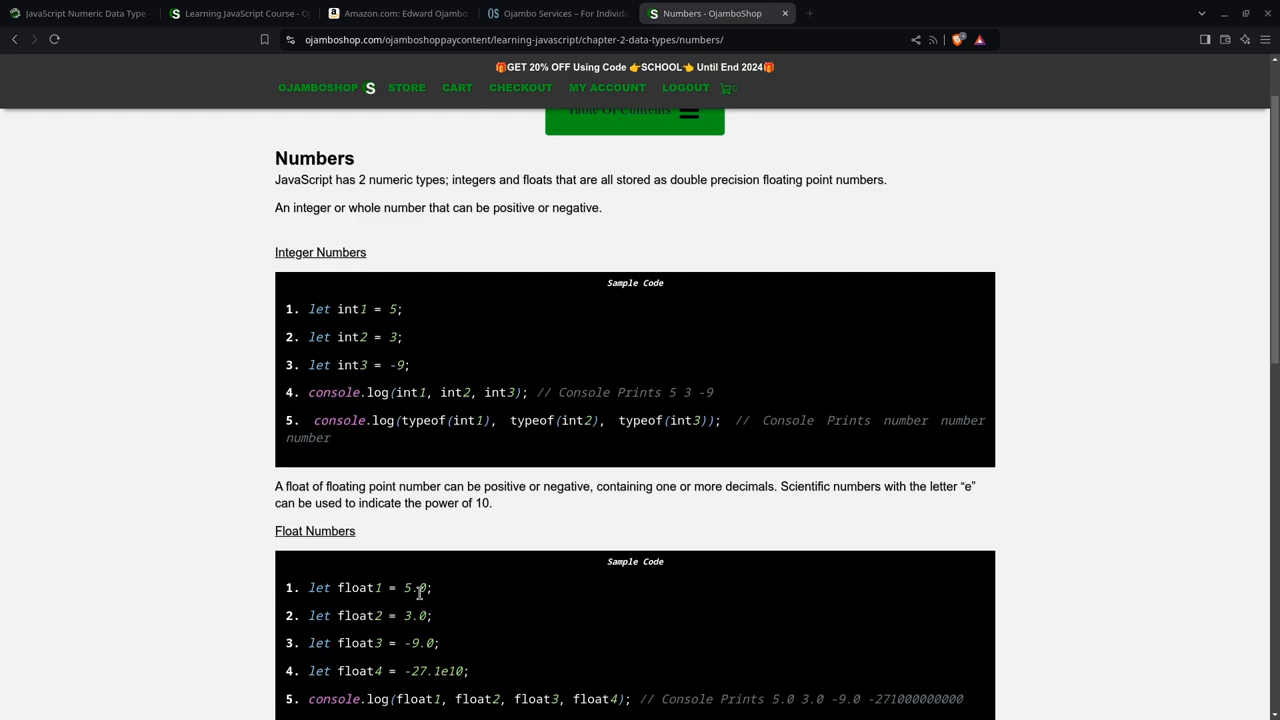 JavaScript Numeric Data Type
Learning JavaScript Course - O
Amazon.com: Edward Ojambo
Ojambo Services – For Individu
Numbers - OjamboShop
ojamboshop.com/ojamboshoppaycontent/learning-javascript/chapter-2-data-types/numbers/
🎁GET 20% OFF Using Code 👉SCHOOL👈 Until End 2024🎁
OJAMBOSHOP S STORE CART CHECKOUT MY ACCOUNT LOGOUT 0
Table Of Contents
Numbers
JavaScript has 2 numeric types; integers and floats that are all stored as double precision floating point numbers.
An integer or whole number that can be positive or negative.
Integer Numbers
Sample Code
1. let int1 = 5;
2. let int2 = 3;
3. let int3 = -9;
4. console.log(int1, int2, int3); // Console Prints 5 3 -9
5. console.log(typeof(int1), typeof(int2), typeof(int3)); // Console Prints number number
number
A float of floating point number can be positive or negative, containing one or more decimals. Scientific numbers with the letter “e”
can be used to indicate the power of 10.
Float Numbers
Sample Code
1. let float1 = 5.0;
2. let float2 = 3.0;
3. let float3 = -9.0;
4. let float4 = -27.1e10;
5. console.log(float1, float2, float3, float4); // Console Prints 5.0 3.0 -9.0 -271000000000